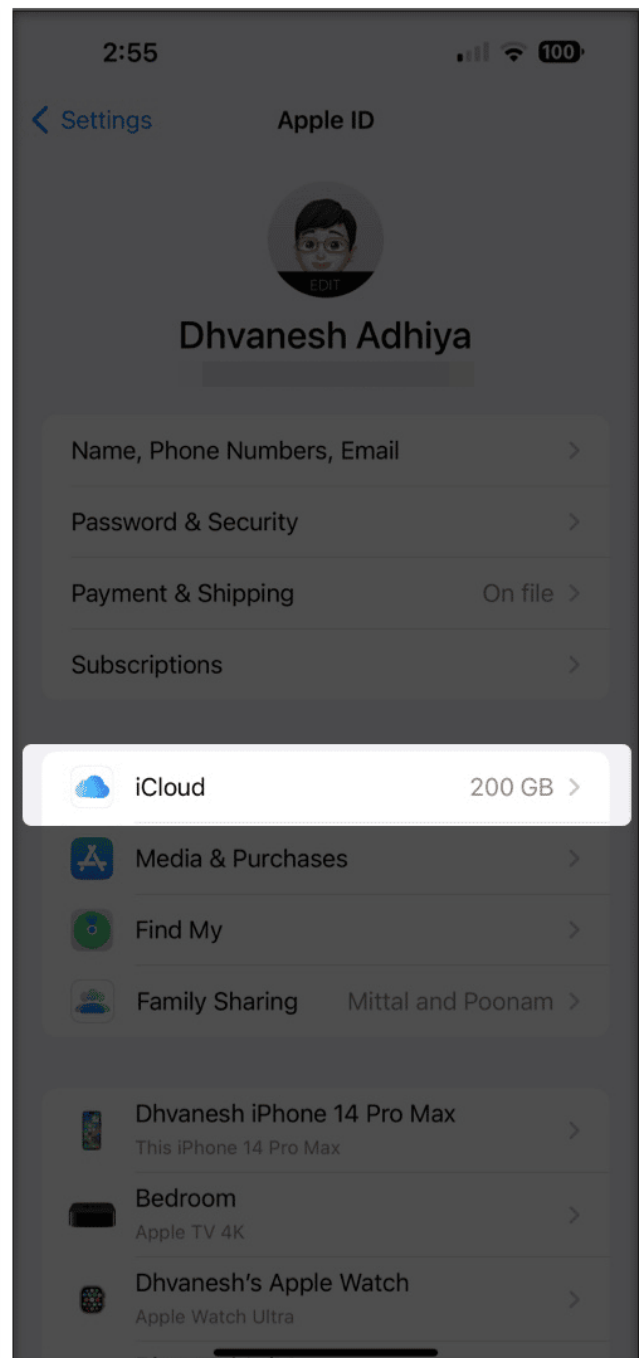 2:55 100
Settings Apple ID
EDIT
Dhvanesh Adhiya
Name, Phone Numbers, Email
Password & Security
Payment & Shipping On file
Subscriptions
iCloud 200 GB
Media & Purchases
Find My
Family Sharing Mittal and Poonam
Dhvanesh iPhone 14 Pro Max
This iPhone 14 Pro Max
Bedroom
Apple TV 4K
Dhvanesh's Apple Watch
Apple Watch Ultra